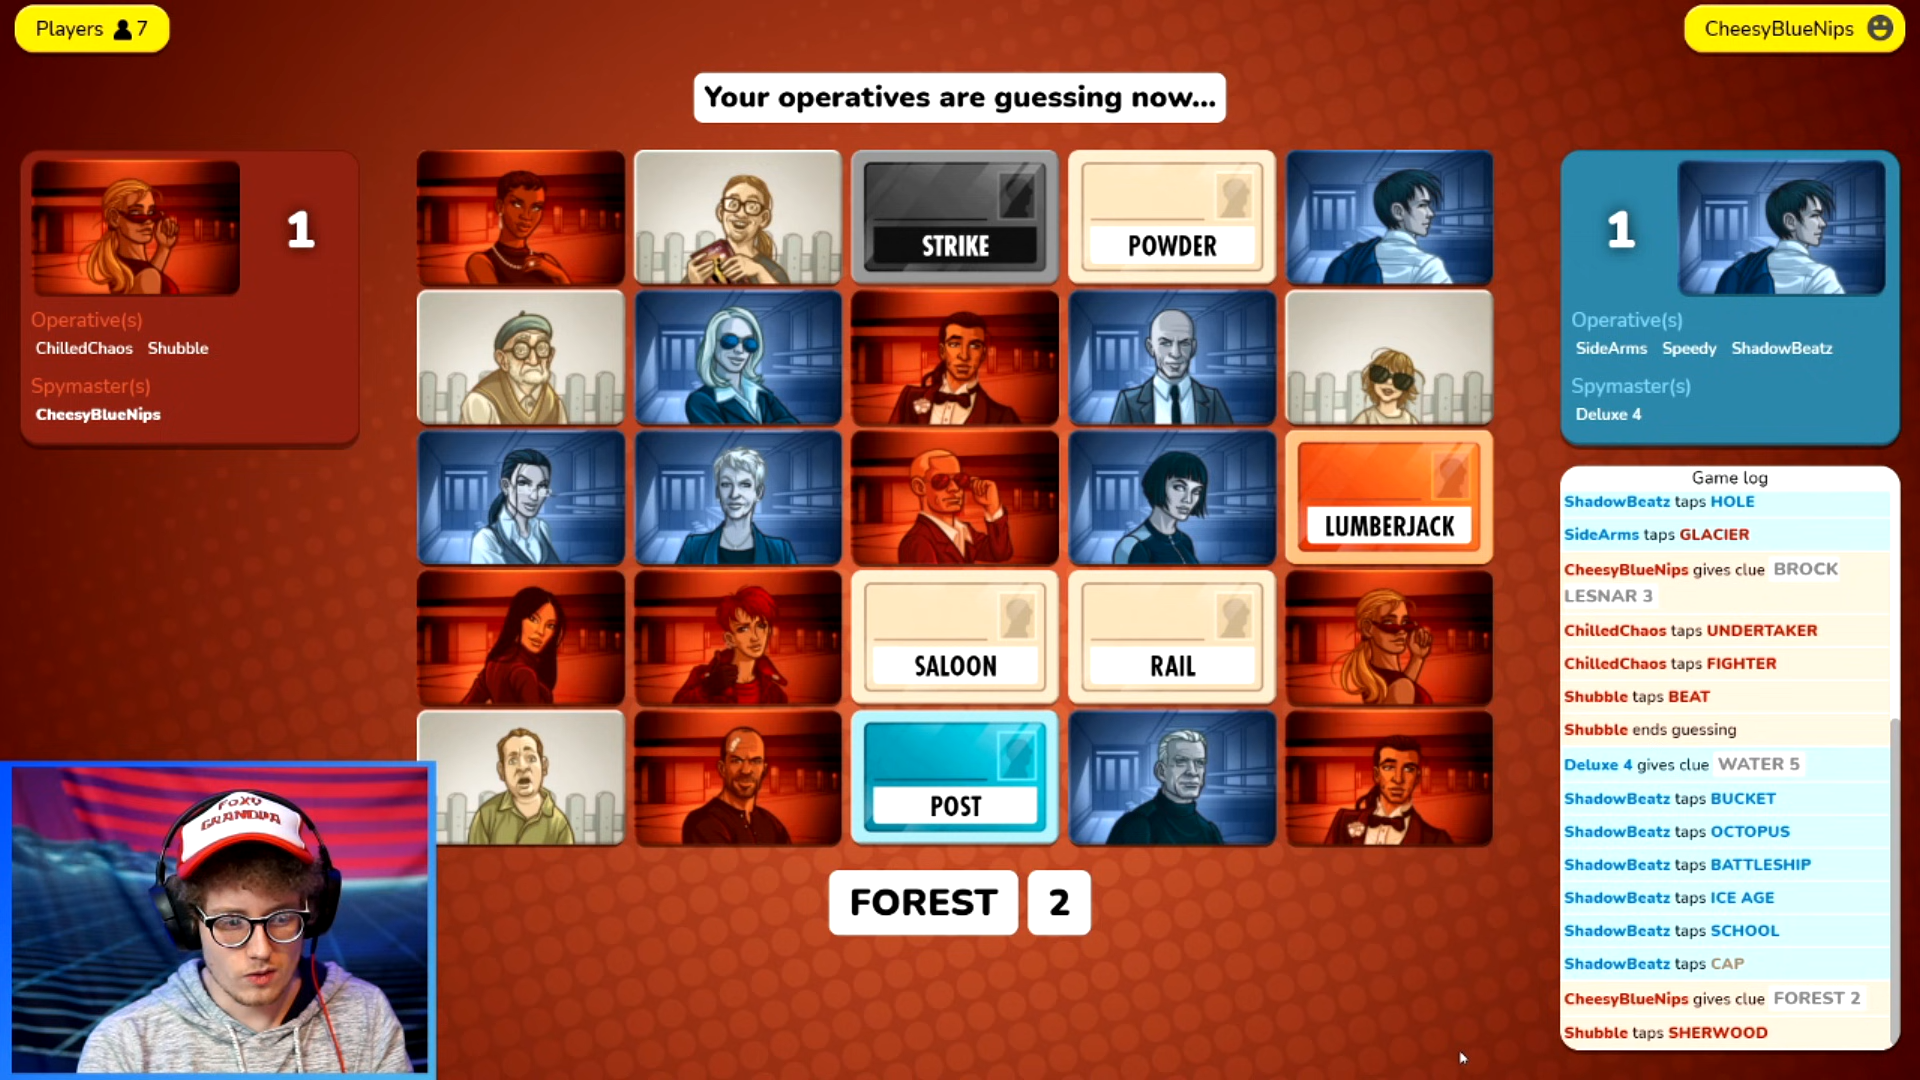 Players 7
CheesyBlueNips
Your operatives are guessing now...
1
Operative(s)
ChilledChaos Shubble
Spymaster(s)
CheesyBlueNips
STRIKE
POWDER
LUMBERJACK
SALOON
RAIL
POST
FOREST 2
1
Operative(s)
SideArms Speedy ShadowBeatz
Spymaster(s)
Deluxe 4
Game log
ShadowBeatz taps HOLE
SideArms taps GLACIER
CheesyBlueNips gives clue BROCK
LESNAR 3
ChilledChaos taps UNDERTAKER
ChilledChaos taps FIGHTER
Shubble taps BEAT
Shubble ends guessing
Deluxe 4 gives clue WATER 5
ShadowBeatz taps BUCKET
ShadowBeatz taps OCTOPUS
ShadowBeatz taps BATTLESHIP
ShadowBeatz taps ICE AGE
ShadowBeatz taps SCHOOL
ShadowBeatz taps CAP
CheesyBlueNips gives clue FOREST 2
Shubble taps SHERWOOD
FOXY
GRANDPA